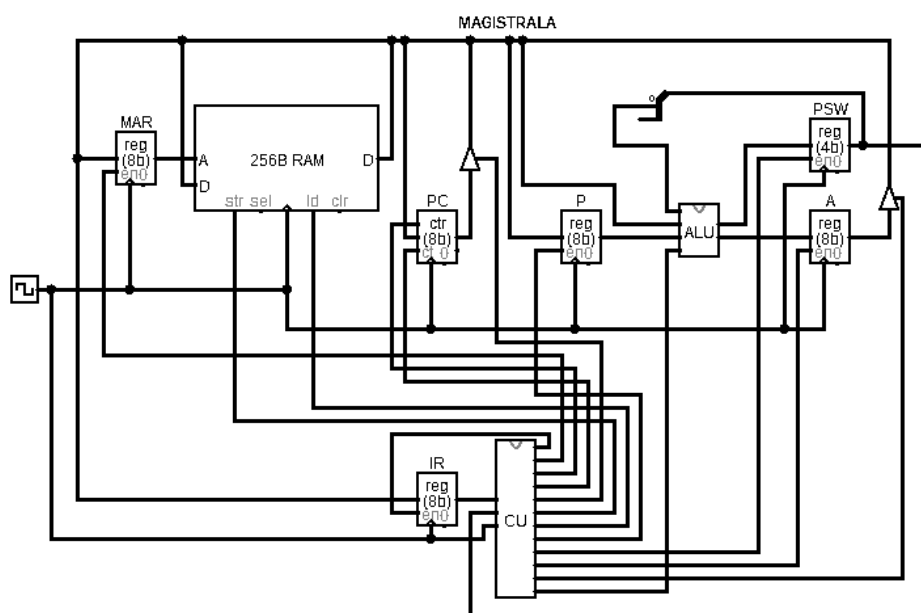 MAGISTRALA
MAR
reg
(8b)
en0
256B RAM
A
D
D
str sel ld clr
PC
ctr
(8b)
ct 0
P
reg
(8b)
en0
ALU
0
PSW
reg
(4b)
en0
A
reg
(8b)
en0
IR
reg
(8b)
en0
CU